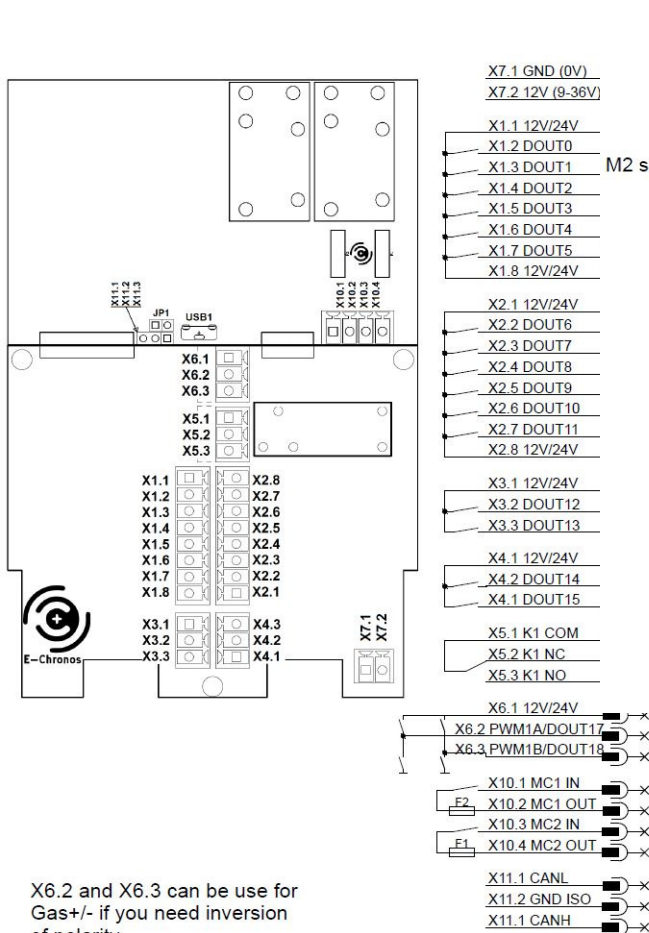 X7.1 GND (0V)
X7.2 12V (9-36V)
X1.1 12V/24V
X1.2 DOUT0
X1.3 DOUT1
M2 s
X1.4 DOUT2
X1.5 DOUT3
X1.6 DOUT4
X1.7 DOUT5
X1.8 12V/24V
X2.1 12V/24V
X2.2 DOUT6
X2.3 DOUT7
X2.4 DOUT8
X2.5 DOUT9
X2.6 DOUT10
X2.7 DOUT11
X2.8 12V/24V
X3.1 12V/24V
X3.2 DOUT12
X3.3 DOUT13
X4.1 12V/24V
X4.2 DOUT14
X4.1 DOUT15
X5.1 K1 COM
X5.2 K1 NC
X5.3 K1 NO
X6.1 12V/24V
X6.2 PWM1A/DOUT17
X6.3 PWM1B/DOUT18
X10.1 MC1 IN
F2 X10.2 MC1 OUT
X10.3 MC2 IN
F1 X10.4 MC2 OUT
X11.1 CANL
X11.2 GND ISO
X11.1 CANH
X11.1
X11.2
X11.3
JP1
USB1
X10.1
X10.2
X10.3
X10.4
X6.1
X6.2
X6.3
X5.1
X5.2
X5.3
X1.1 X2.8
X1.2 X2.7
X1.3 X2.6
X1.4 X2.5
X1.5 X2.4
X1.6 X2.3
X1.7 X2.2
X1.8 X2.1
X3.1 X4.3
X3.2 X4.2
X3.3 X4.1
X7.1
X7.2
E-Chronos
X6.2 and X6.3 can be use for
Gas+/- if you need inversion
of polarity